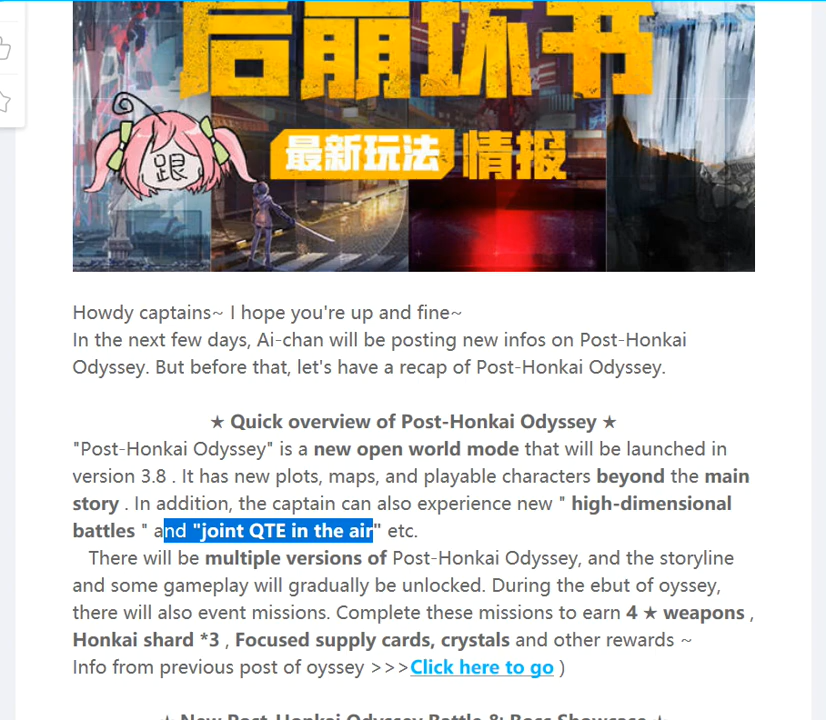 后崩坏书
跟
最新玩法情报
Howdy captains~ I hope you're up and fine~
In the next few days, Ai-chan will be posting new infos on Post-Honkai
Odyssey. But before that, let's have a recap of Post-Honkai Odyssey.
★ Quick overview of Post-Honkai Odyssey ★
"Post-Honkai Odyssey" is a new open world mode that will be launched in
version 3.8 . It has new plots, maps, and playable characters beyond the main
story . In addition, the captain can also experience new " high-dimensional
battles " and "joint QTE in the air" etc.
There will be multiple versions of Post-Honkai Odyssey, and the storyline
and some gameplay will gradually be unlocked. During the ebut of oyssey,
there will also event missions. Complete these missions to earn 4 ★ weapons ,
Honkai shard *3 , Focused supply cards, crystals and other rewards ~
Info from previous post of oyssey >>>Click here to go )
★ New Post-Honkai Odyssey Battle & Boss Showcase ★